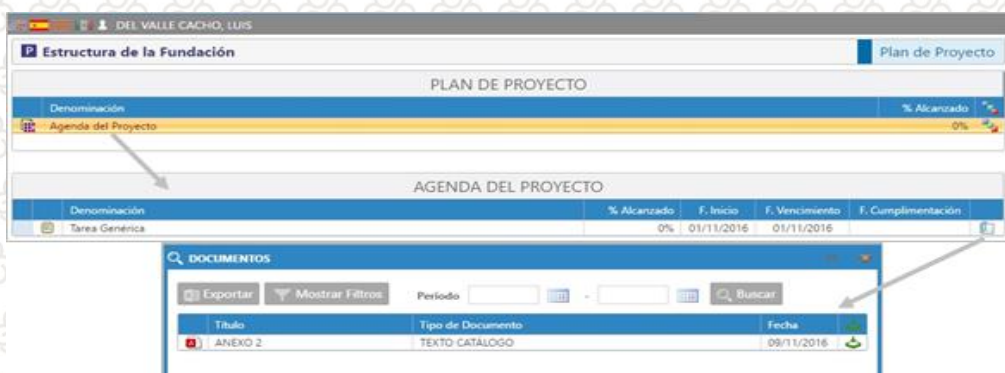 DEL VALLE CACHO, LUIS
P Estructura de la Fundación
Plan de Proyecto
PLAN DE PROYECTO
Denominación % Alcanzado
Agenda del Proyecto 0%
AGENDA DEL PROYECTO
Denominación % Alcanzado F. Inicio F. Vencimiento F. Cumplimentación
Tarea Genérica 0% 01/11/2016 01/11/2016
DOCUMENTOS
Exportar Mostrar Filtros Periodo - Buscar
Título Tipo de Documento Fecha
ANEXO 2 TEXTO CATÁLOGO 09/11/2016